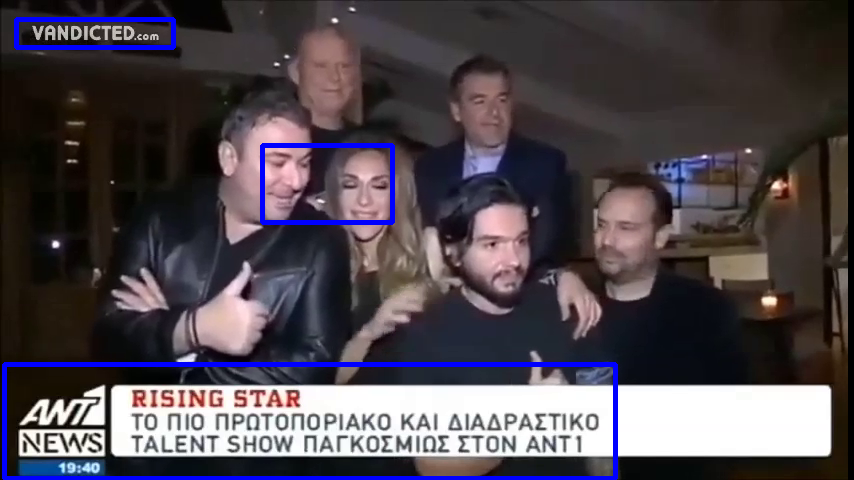 VANDICTED.com
RISING STAR
ΤΟ ΠΙΟ ΠΡΩΤΟΠΟΡΙΑΚΟ ΚΑΙ ΔΙΑΔΡΑΣΤΙΚΟ
TALENT SHOW ΠΑΓΚΟΣΜΙΩΣ ΣΤΟΝ ΑΝΤ1
ANT1
NEWS
19:40